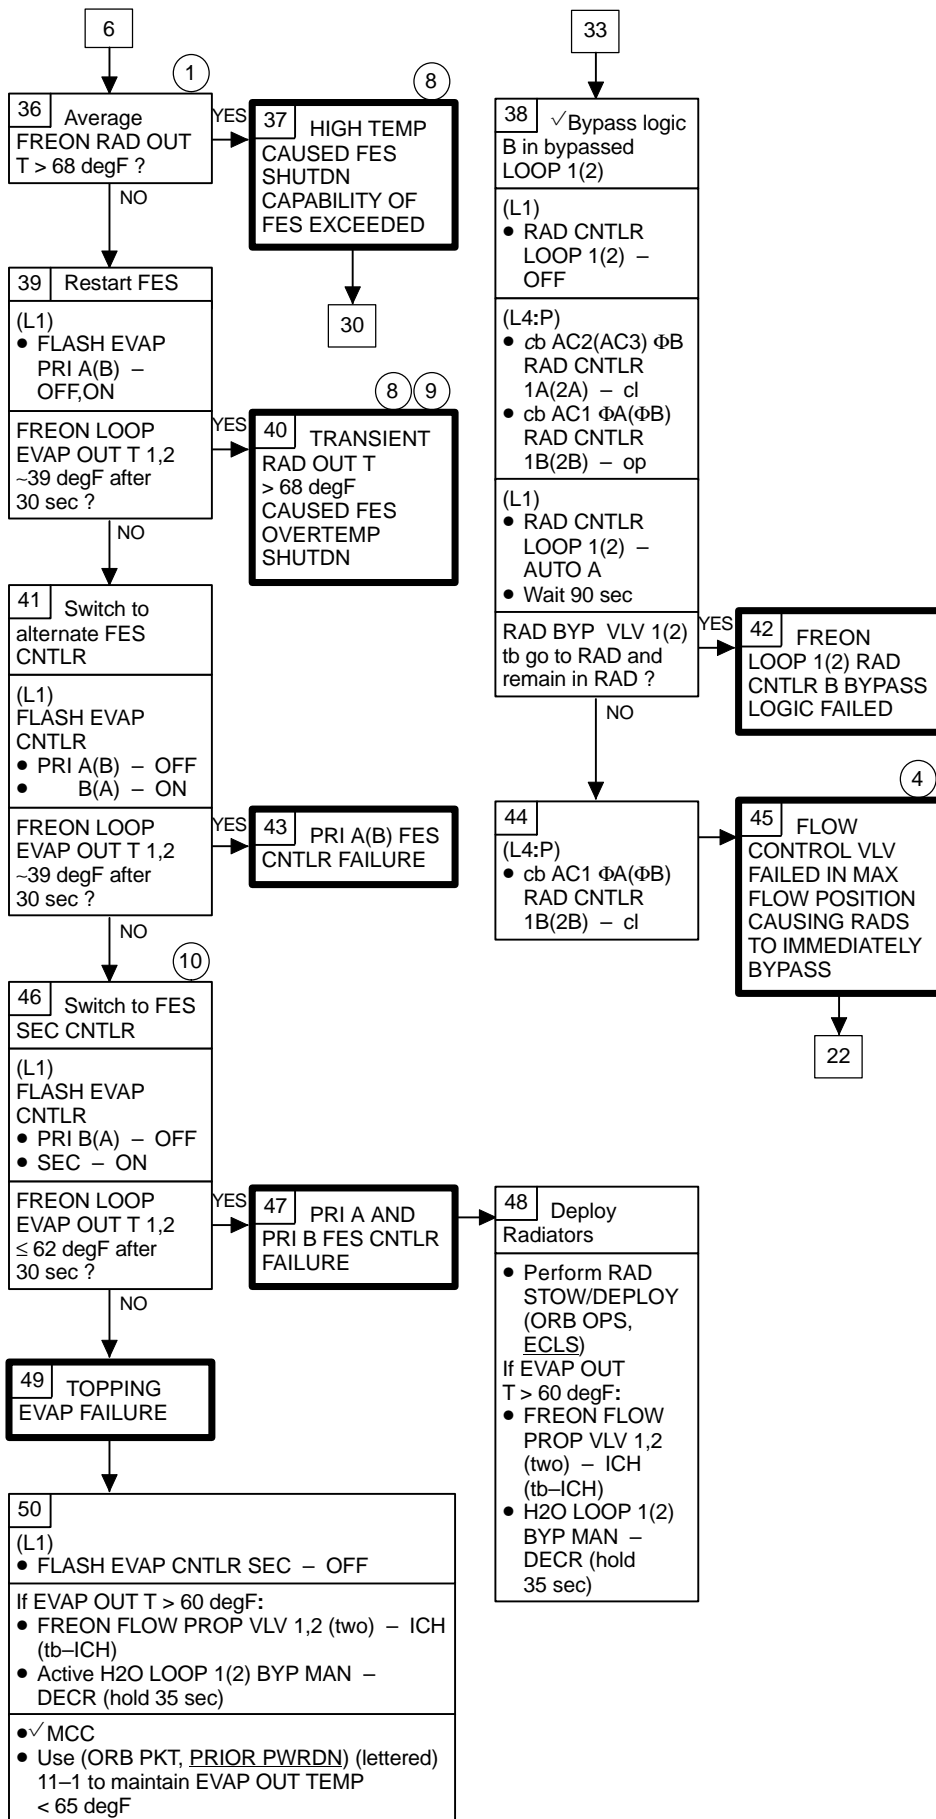 6
1
36 Average
FREON RAD OUT
T > 68 degF ?
YES
NO
8
37 HIGH TEMP
CAUSED FES
SHUTDN
CAPABILITY OF
FES EXCEEDED
30
39 Restart FES
(L1)
• FLASH EVAP
PRI A(B) –
OFF,ON
FREON LOOP
EVAP OUT T 1,2
~39 degF after
30 sec ?
YES
NO
8 9
40 TRANSIENT
RAD OUT T
> 68 degF
CAUSED FES
OVERTEMP
SHUTDN
41 Switch to
alternate FES
CNTLR
(L1)
FLASH EVAP
CNTLR
• PRI A(B) – OFF
• B(A) – ON
FREON LOOP
EVAP OUT T 1,2
~39 degF after
30 sec ?
YES
NO
43 PRI A(B) FES
CNTLR FAILURE
10
46 Switch to FES
SEC CNTLR
(L1)
FLASH EVAP
CNTLR
• PRI B(A) – OFF
• SEC – ON
FREON LOOP
EVAP OUT T 1,2
≤ 62 degF after
30 sec ?
YES
NO
47 PRI A AND
PRI B FES CNTLR
FAILURE
48 Deploy
Radiators
• Perform RAD
STOW/DEPLOY
(ORB OPS,
ECLS)
If EVAP OUT
T > 60 degF:
• FREON FLOW
PROP VLV 1,2
(two) – ICH
(tb–ICH)
• H2O LOOP 1(2)
BYP MAN –
DECR (hold
35 sec)
49 TOPPING
EVAP FAILURE
50
(L1)
• FLASH EVAP CNTLR SEC – OFF
If EVAP OUT T > 60 degF:
• FREON FLOW PROP VLV 1,2 (two) – ICH
(tb–ICH)
• Active H2O LOOP 1(2) BYP MAN –
DECR (hold 35 sec)
•√MCC
• Use (ORB PKT, PRIOR PWRDN) (lettered)
11–1 to maintain EVAP OUT TEMP
< 65 degF
33
38 √Bypass logic
B in bypassed
LOOP 1(2)
(L1)
• RAD CNTLR
LOOP 1(2) –
OFF
(L4:P)
• cb AC2(AC3) ΦB
RAD CNTLR
1A(2A) – cl
• cb AC1 ΦA(ΦB)
RAD CNTLR
1B(2B) – op
(L1)
• RAD CNTLR
LOOP 1(2) –
AUTO A
• Wait 90 sec
RAD BYP VLV 1(2)
tb go to RAD and
remain in RAD ?
YES
NO
42 FREON
LOOP 1(2) RAD
CNTLR B BYPASS
LOGIC FAILED
44
(L4:P)
• cb AC1 ΦA(ΦB)
RAD CNTLR
1B(2B) – cl
4
45 FLOW
CONTROL VLV
FAILED IN MAX
FLOW POSITION
CAUSING RADS
TO IMMEDIATELY
BYPASS
22